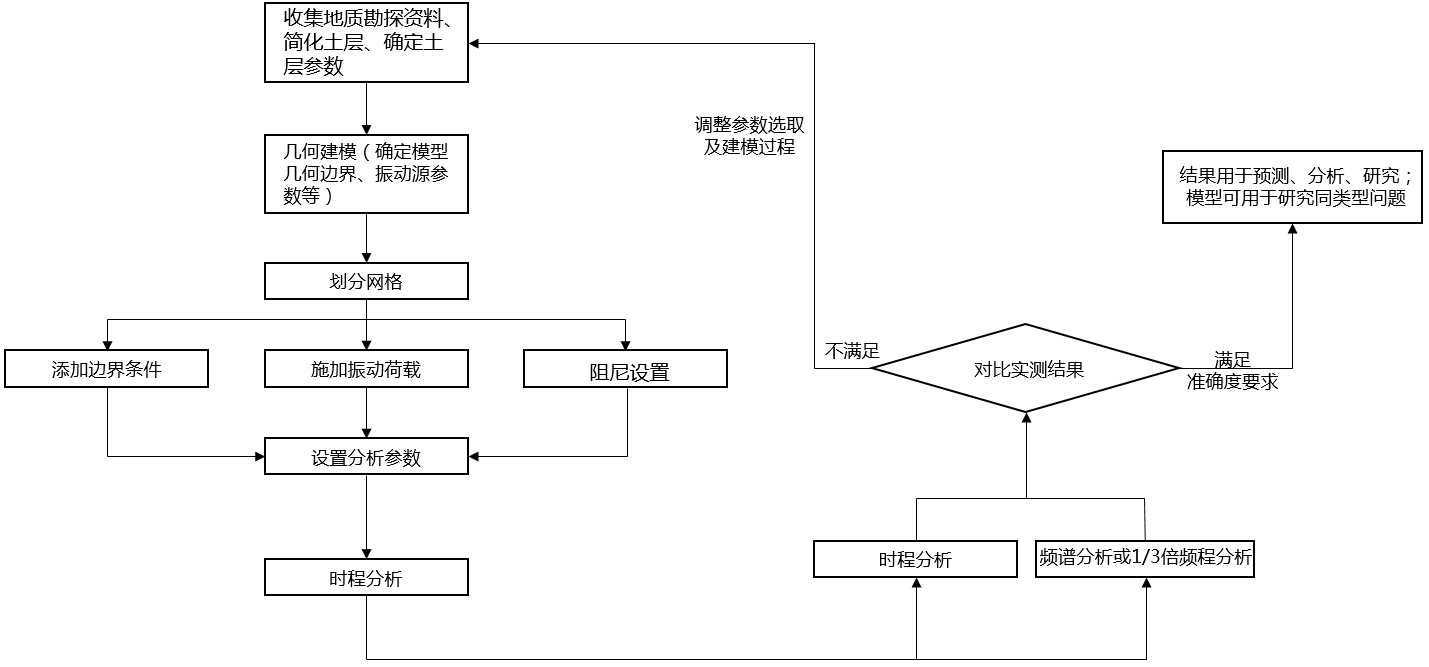 收集地质勘探资料、
简化土层、确定土
层参数
几何建模（确定模型
几何边界、振动源参
数等）
划分网格
添加边界条件
施加振动荷载
阻尼设置
设置分析参数
时程分析
调整参数选取
及建模过程
结果用于预测、分析、研究；
模型可用于研究同类型问题
不满足
对比实测结果
满足
准确度要求
时程分析
频谱分析或1/3倍频程分析